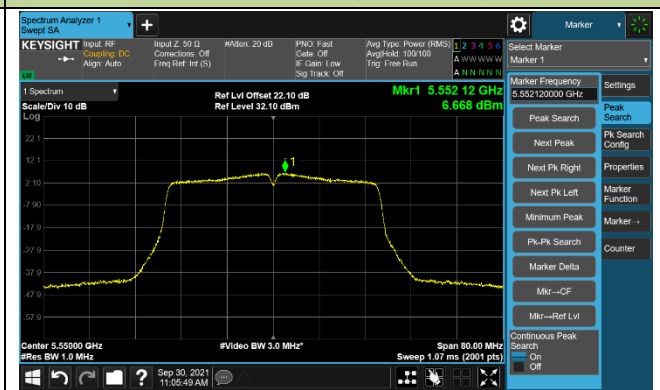 Spectrum Analyzer 1
Swept SA
Marker
KEYSIGHT
Input: RF
Coupling: DC
Align: Auto
Input Z: 50 Ω
Corrections: Off
Freq Ref: Int (S)
#Atten: 20 dB
PNO: Fast
Gate: Off
IF Gain: Low
Sig Track: Off
Avg Type: Power (RMS)
Avg|Hold: 100/100
Trig: Free Run
1 2 3 4 5 6
A W W W W W
A N N N N N
LXI
Select Marker
Marker 1
1 Spectrum
Scale/Div 10 dB
Log
Ref Lvl Offset 22.10 dB
Ref Level 32.10 dBm
Mkr1 5.552 12 GHz
6.668 dBm
22.1
12.1
2.10
-7.90
-17.9
-27.9
-37.9
-47.9
-57.9
1
Center 5.55000 GHz
#Res BW 1.0 MHz
#Video BW 3.0 MHz*
Span 80.00 MHz
Sweep 1.07 ms (2001 pts)
Marker Frequency
5.552120000 GHz
Peak Search
Next Peak
Next Pk Right
Next Pk Left
Minimum Peak
Pk-Pk Search
Marker Delta
Mkr→CF
Mkr→Ref Lvl
Continuous Peak
Search
On
Off
Settings
Peak
Search
Pk Search
Config
Properties
Marker
Function
Marker→
Counter
Sep 30, 2021
11:05:49 AM